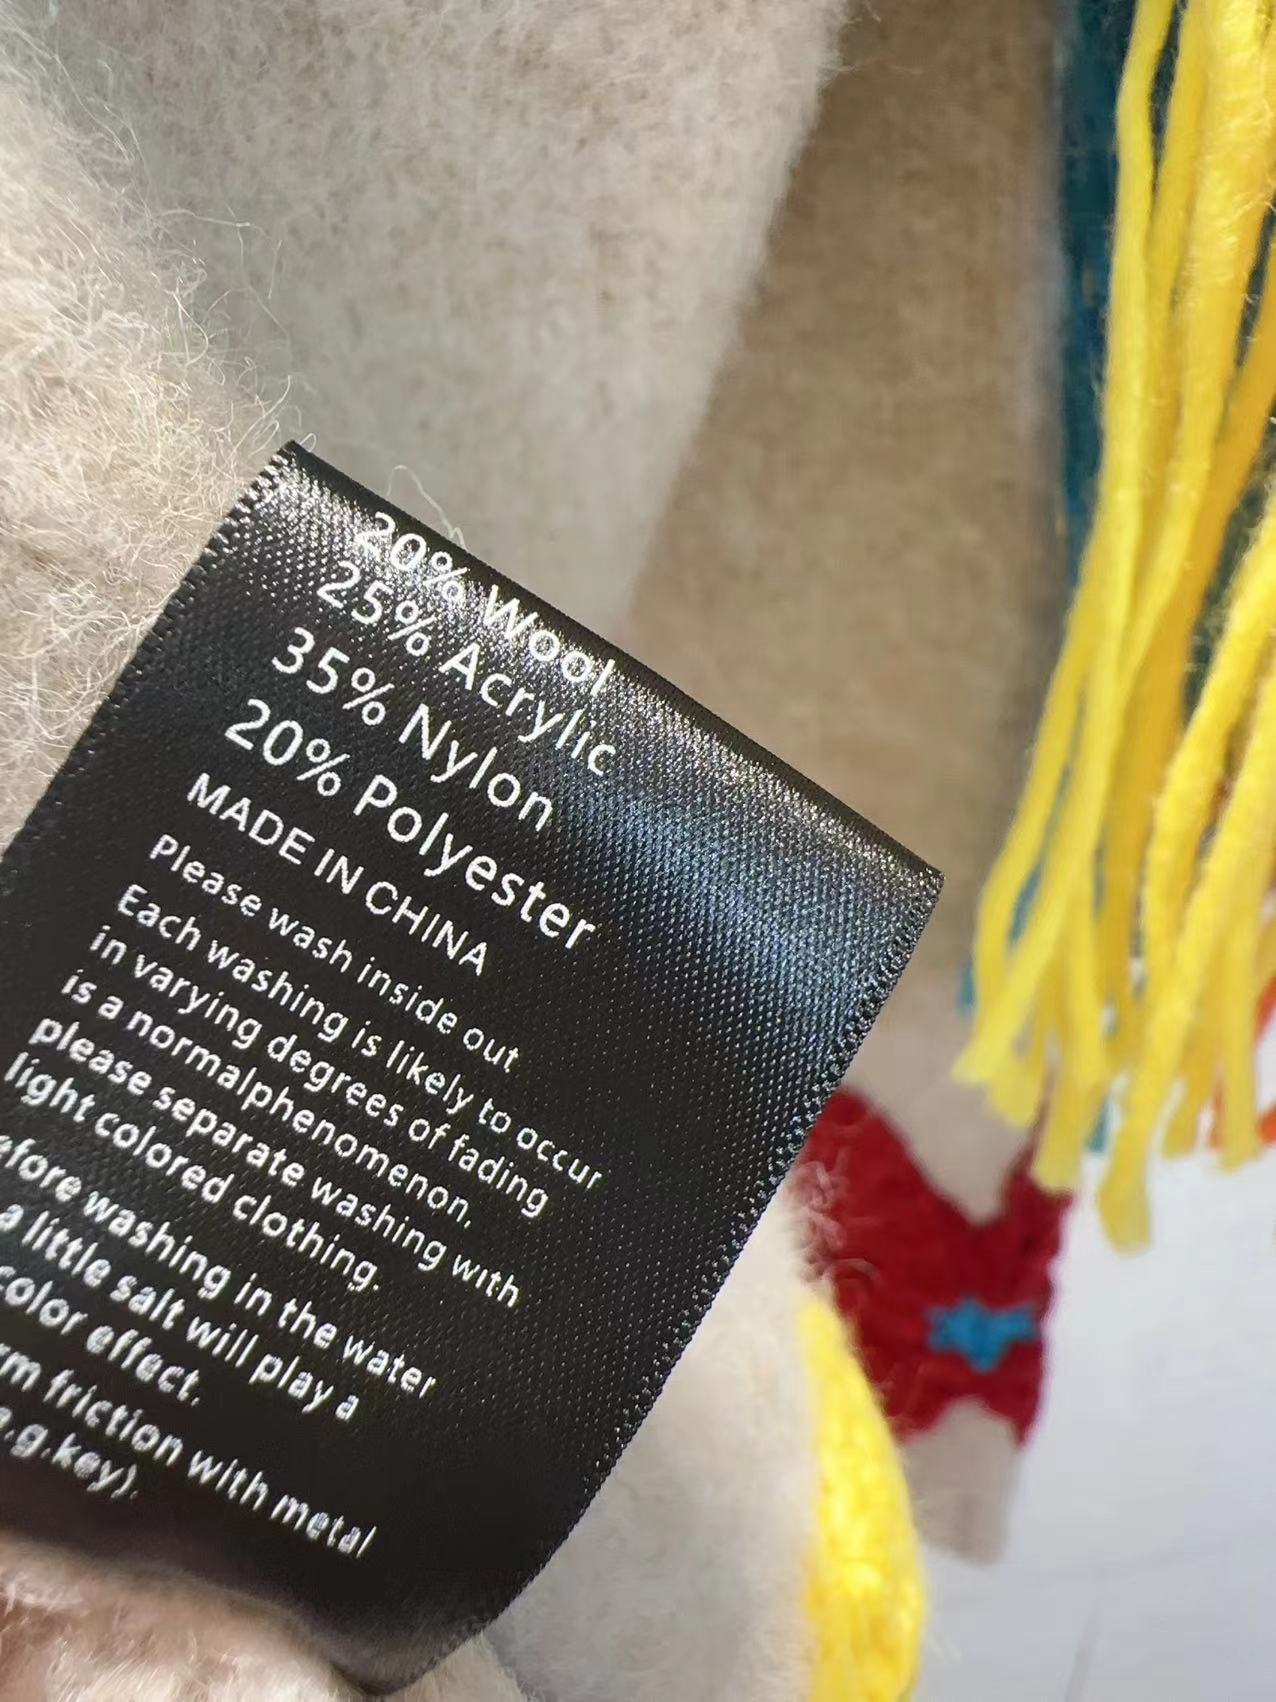 20% Wool
25% Acrylic
35% Nylon
20% Polyester
MADE IN CHINA
Please wash inside out
Each washing is likely to occur
in varying degrees of fading
is a normalphenomenon,
please separate washing with
light colored clothing.
washing in the water
a little salt will play a
color effect.
friction with metal
key).